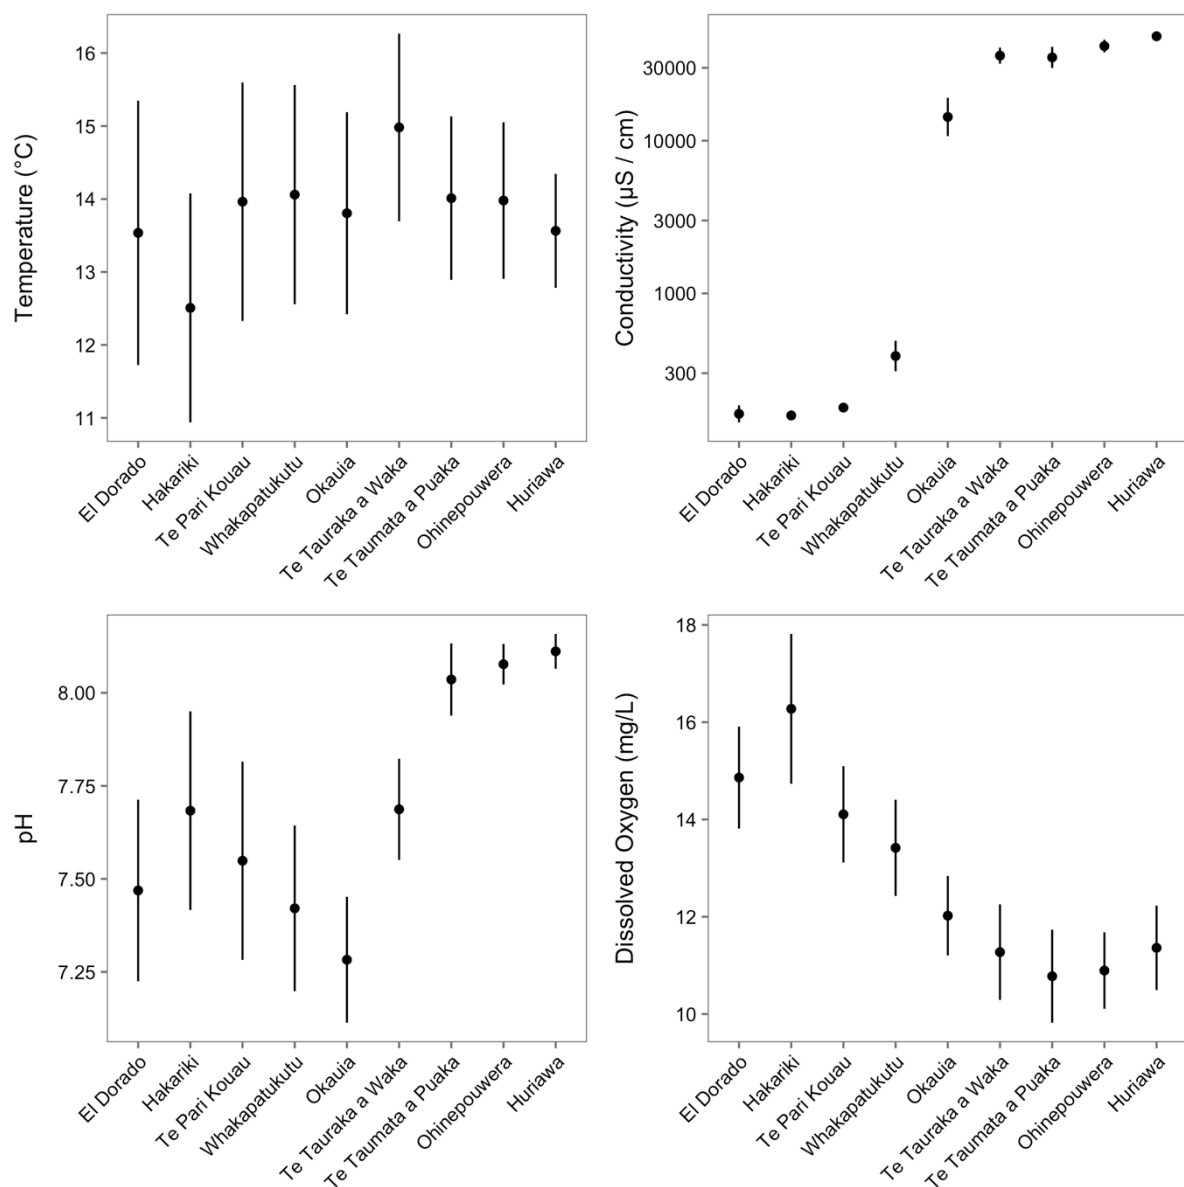 Temperature (°C)
16
15
14
13
12
11
El Dorado
Hakariki
Te Pari Kouau
Whakapatukutu
Okauia
Te Tauraka a Waka
Te Taumata a Puaka
Ohinepouwera
Huriawa
Conductivity (µS / cm)
30000
10000
3000
1000
300
El Dorado
Hakariki
Te Pari Kouau
Whakapatukutu
Okauia
Te Tauraka a Waka
Te Taumata a Puaka
Ohinepouwera
Huriawa
pH
8.00
7.75
7.50
7.25
El Dorado
Hakariki
Te Pari Kouau
Whakapatukutu
Okauia
Te Tauraka a Waka
Te Taumata a Puaka
Ohinepouwera
Huriawa
Dissolved Oxygen (mg/L)
18
16
14
12
10
El Dorado
Hakariki
Te Pari Kouau
Whakapatukutu
Okauia
Te Tauraka a Waka
Te Taumata a Puaka
Ohinepouwera
Huriawa